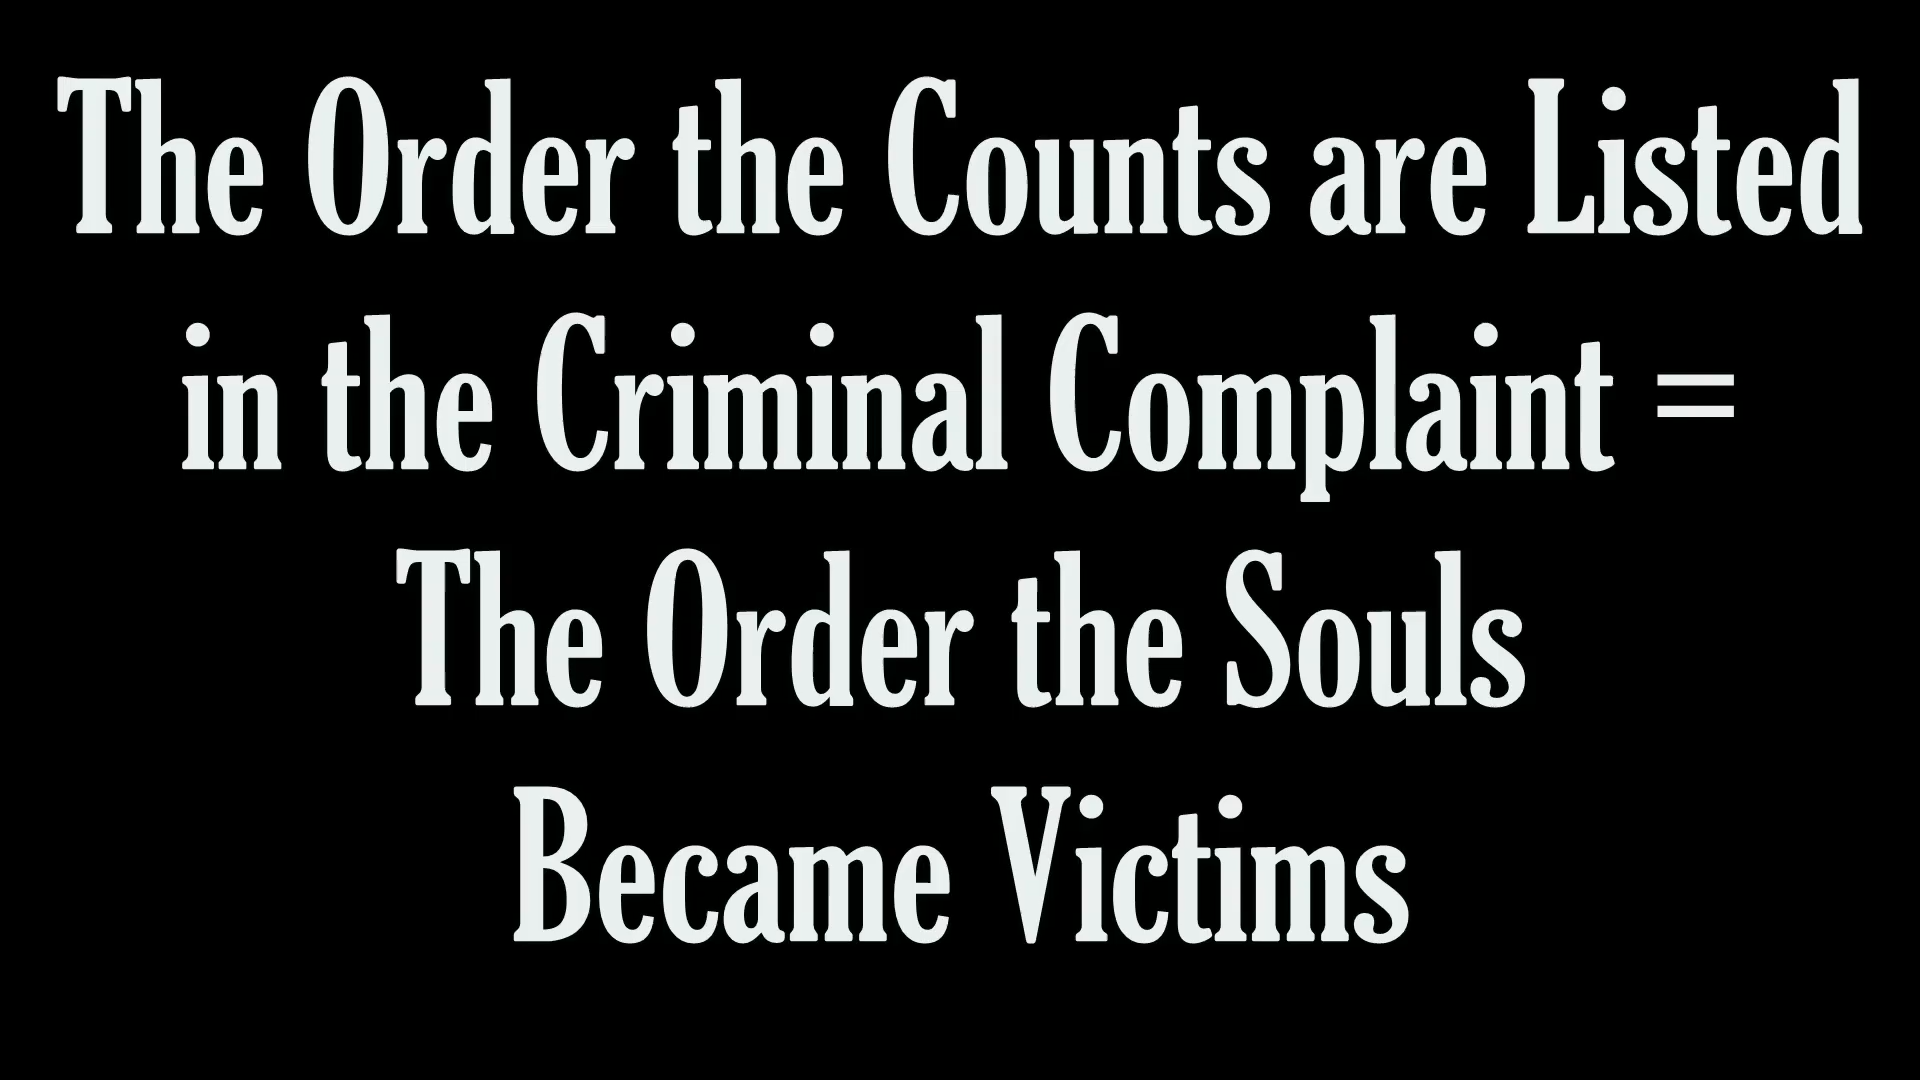 The Order the Counts are Listed
in the Criminal Complaint =
The Order the Souls
Became Victims